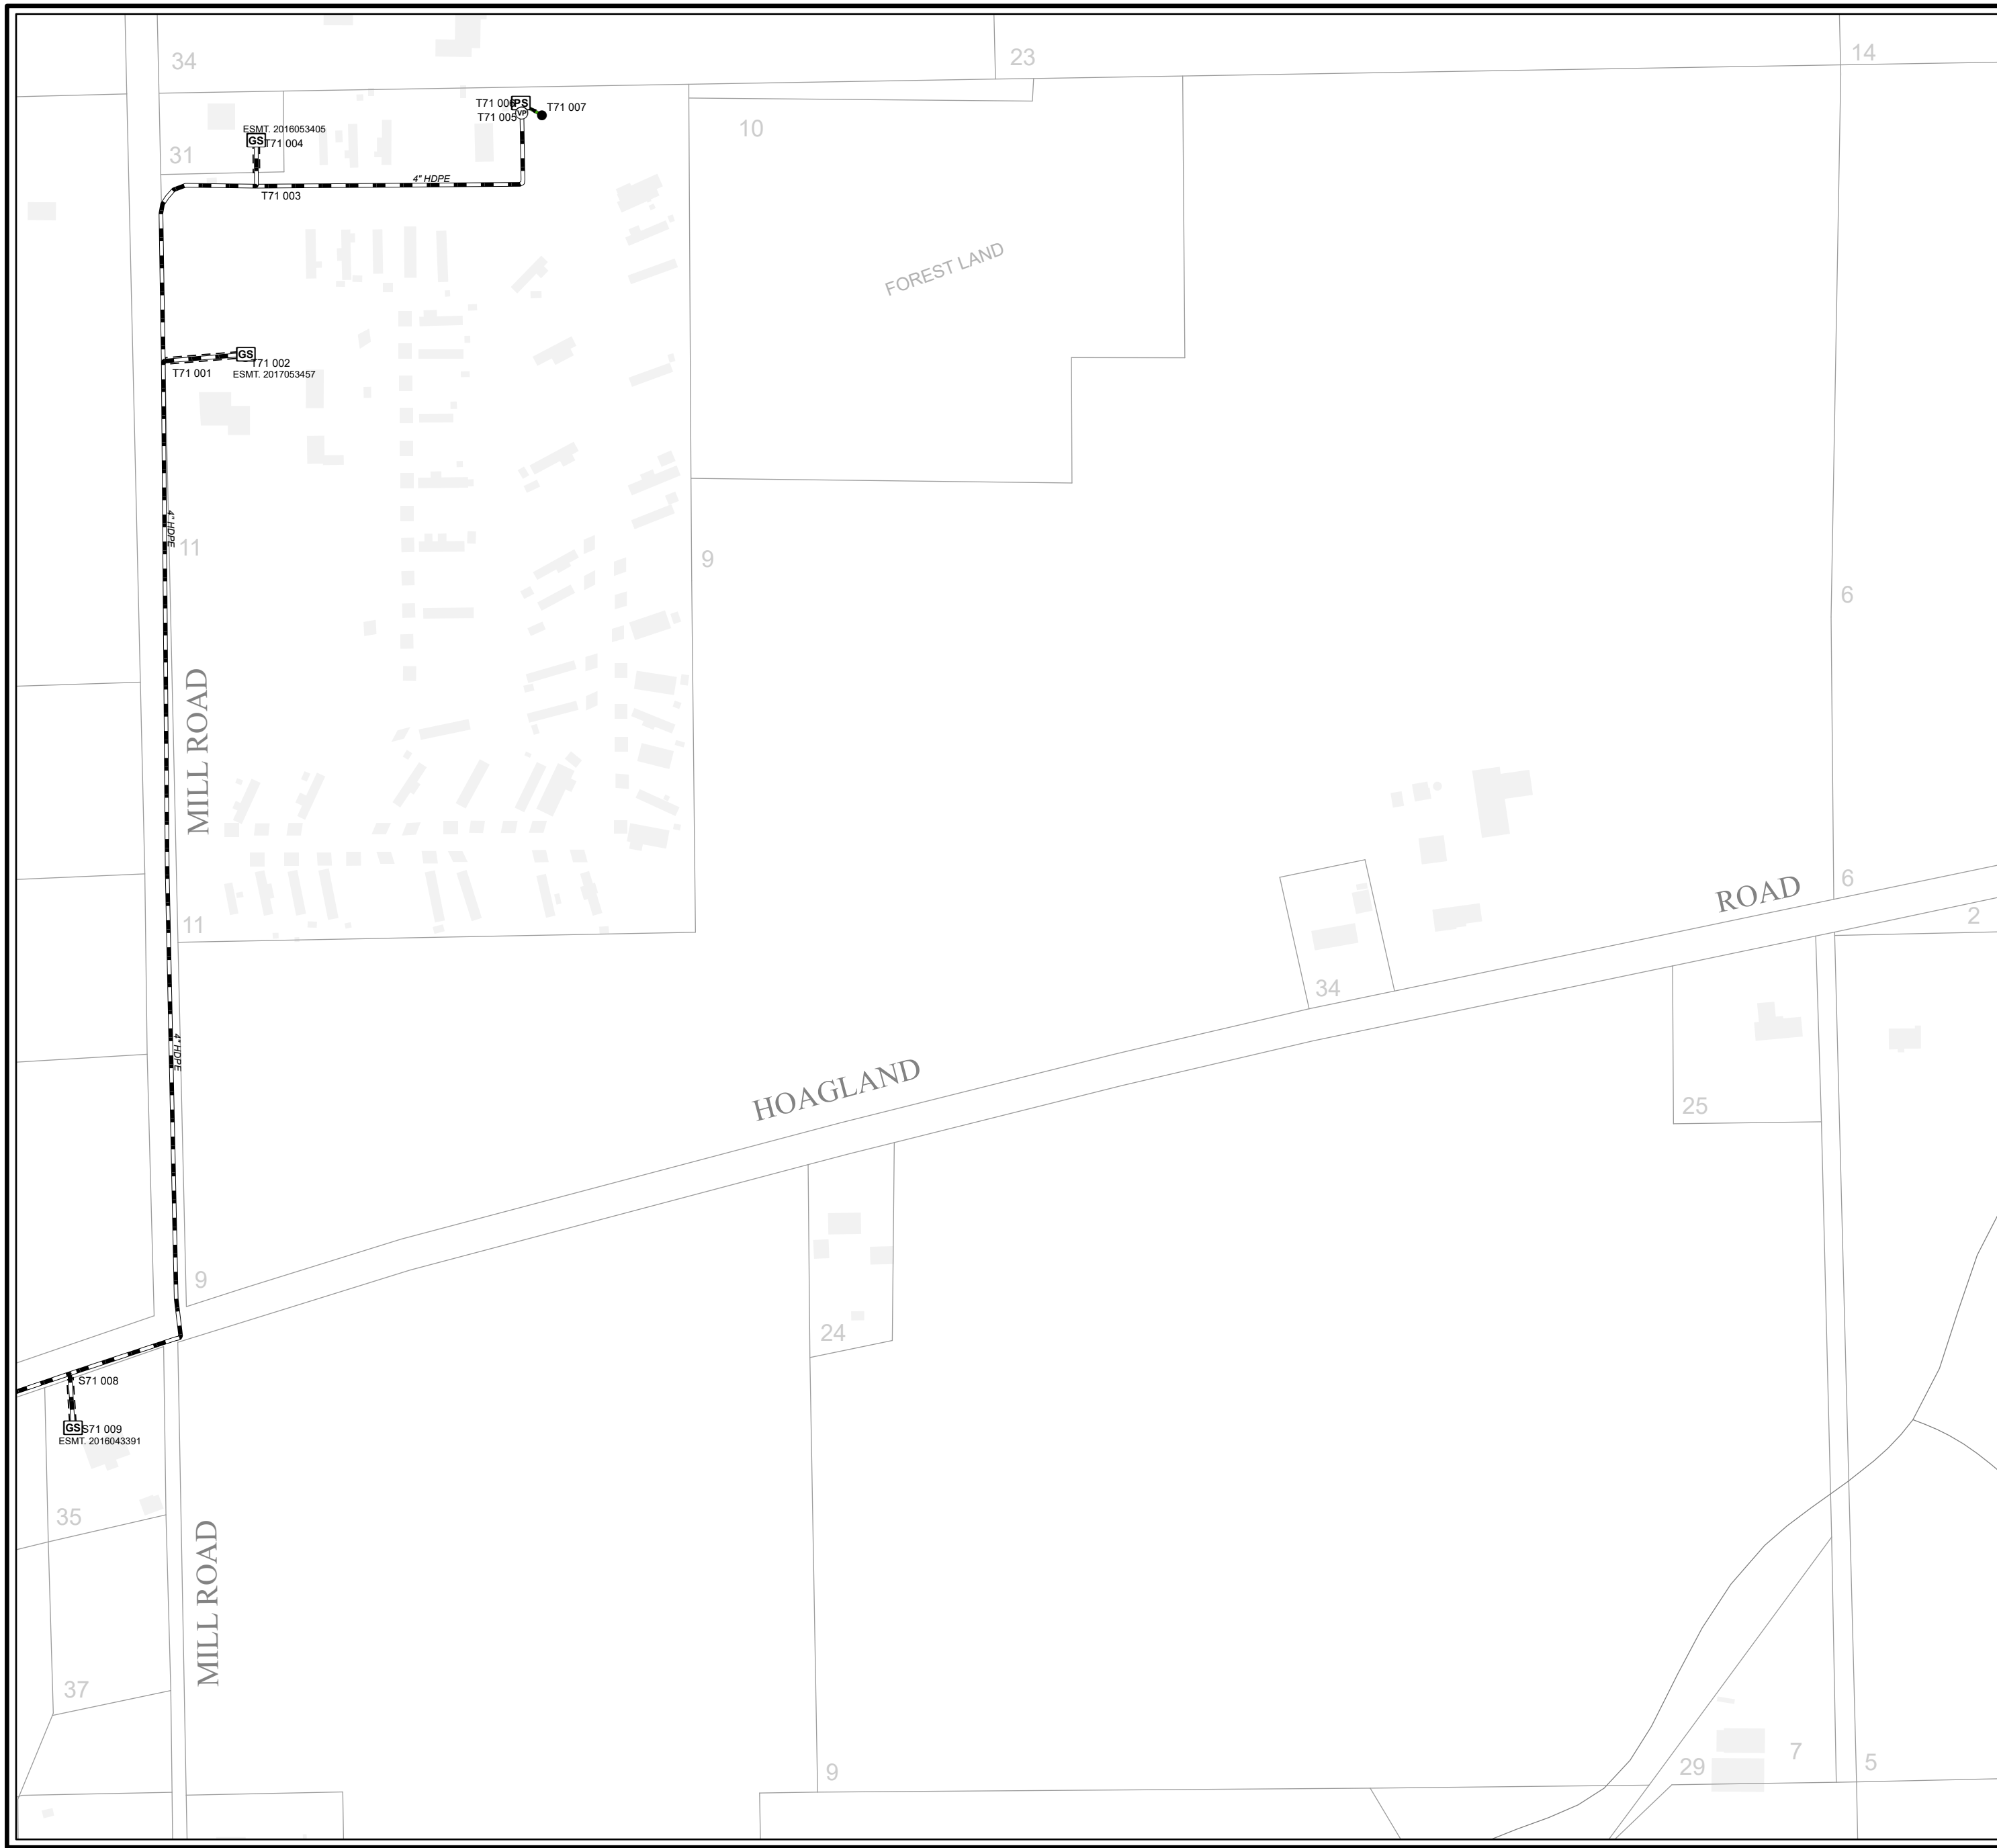 34
23
14
T71 006
PS
T71 007
T71 005
VP
10
ESMT. 2016053405
GS
T71 004
31
4" HDPE
T71 003
FOREST LAND
GS
T71 002
T71 001
ESMT. 2017053457
4" HDPE
11
9
6
MILL ROAD
6
ROAD
2
11
34
4" HDPE
HOAGLAND
25
9
24
S71 008
GS
S71 009
ESMT. 2016043391
35
MILL ROAD
37
9
29
7
5